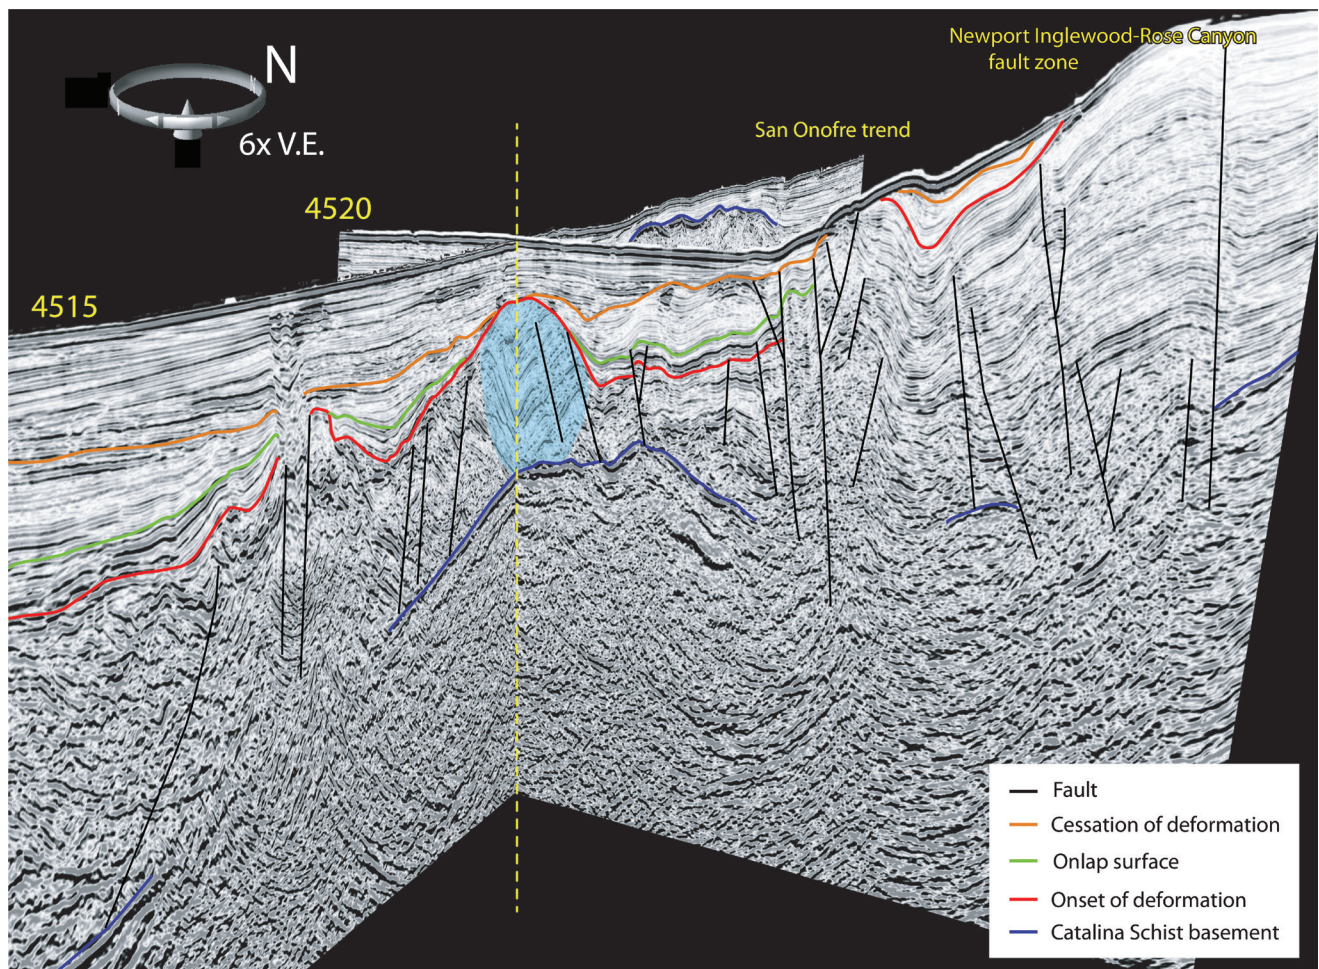 Newport Inglewood-Rose Canyon
fault zone
N
6x V.E.
San Onofre trend
4520
4515
Fault
Cessation of deformation
Onlap surface
Onset of deformation
Catalina Schist basement